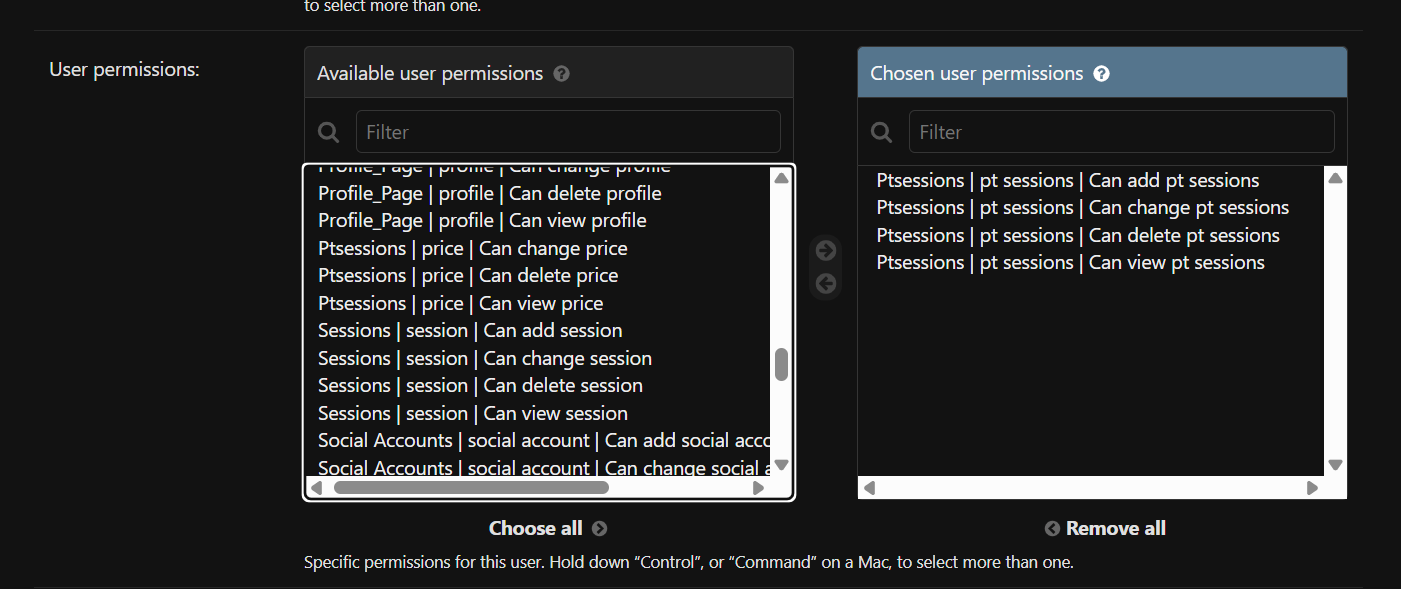 to select more than one.
User permissions:
Available user permissions ?
Filter
Profile_Page | profile | Can change profile
Profile_Page | profile | Can delete profile
Profile_Page | profile | Can view profile
Ptsessions | price | Can change price
Ptsessions | price | Can delete price
Ptsessions | price | Can view price
Sessions | session | Can add session
Sessions | session | Can change session
Sessions | session | Can delete session
Sessions | session | Can view session
Social Accounts | social account | Can add social acco
Social Accounts | social account | Can change social a
Choose all
Chosen user permissions ?
Filter
Ptsessions | pt sessions | Can add pt sessions
Ptsessions | pt sessions | Can change pt sessions
Ptsessions | pt sessions | Can delete pt sessions
Ptsessions | pt sessions | Can view pt sessions
Remove all
Specific permissions for this user. Hold down “Control”, or “Command” on a Mac, to select more than one.